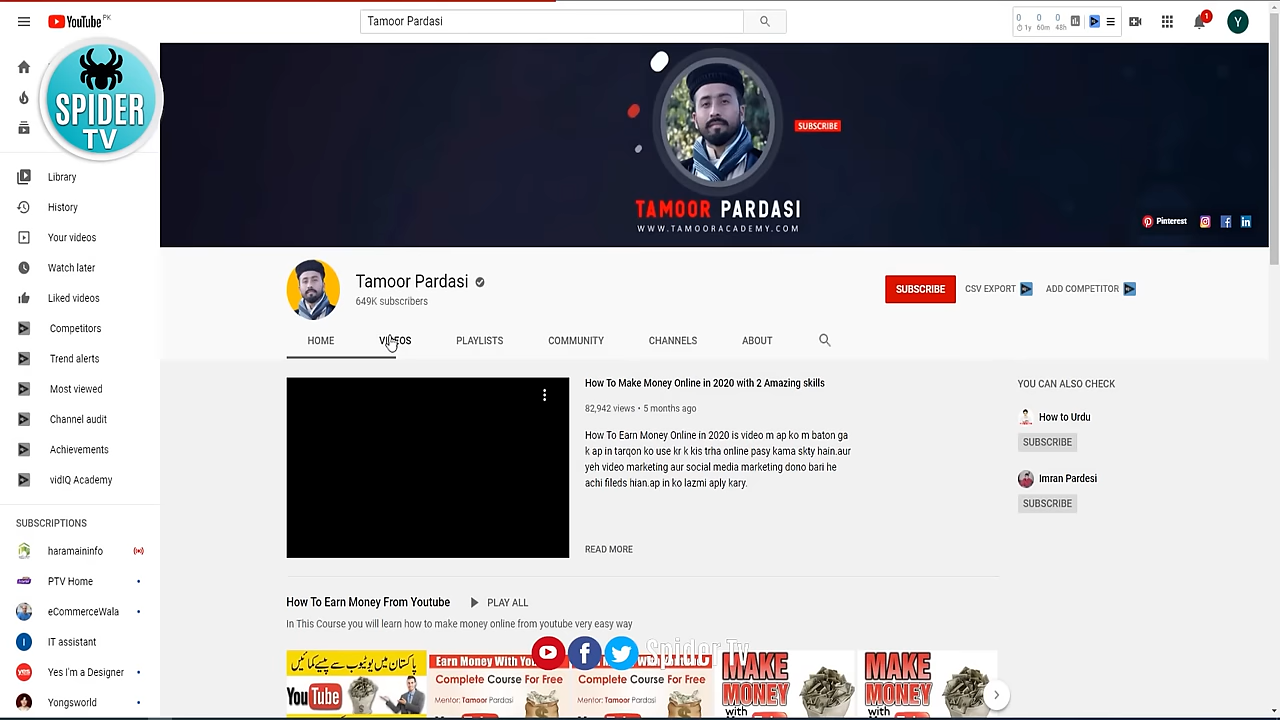 YouTube PK
Tamoor Pardasi
0 0 0
1y 60m 48h
1
Y
SPIDER
TV
Library
History
Your videos
Watch later
Liked videos
Competitors
Trend alerts
Most viewed
Channel audit
Achievements
vidIQ Academy
SUBSCRIPTIONS
haramaininfo
PTV Home
eCommerceWala
IT assistant
Yes I'm a Designer
Yongsworld
SUBSCRIBE
TAMOOR PARDASI
WWW.TAMOORACADEMY.COM
Pinterest
Tamoor Pardasi
649K subscribers
SUBSCRIBE
CSV EXPORT
ADD COMPETITOR
HOME VIDEOS PLAYLISTS COMMUNITY CHANNELS ABOUT
How To Make Money Online in 2020 with 2 Amazing skills
82,942 views • 5 months ago
How To Earn Money Online in 2020 is video m ap ko m baton ga
k ap in tarqon ko use kr k kis trha online pasy kama skty hain.aur
yeh video marketing aur social media marketing dono bari he
achi fileds hian.ap in ko lazmi aply kary.
READ MORE
YOU CAN ALSO CHECK
How to Urdu
SUBSCRIBE
Imran Pardesi
SUBSCRIBE
How To Earn Money From Youtube
PLAY ALL
In This Course you will learn how to make money online from youtube very easy way
Spider Tv
پاکستان میں یوٹیوب سے پیسے کمائیں
YouTube
Earn Money With You
Complete Course For Free
Mentor: Tamoor Pardasi
Complete Course For Free
Mentor: Tamoor Pardasi
MAKE
MONEY
with
MAKE
MONEY
with